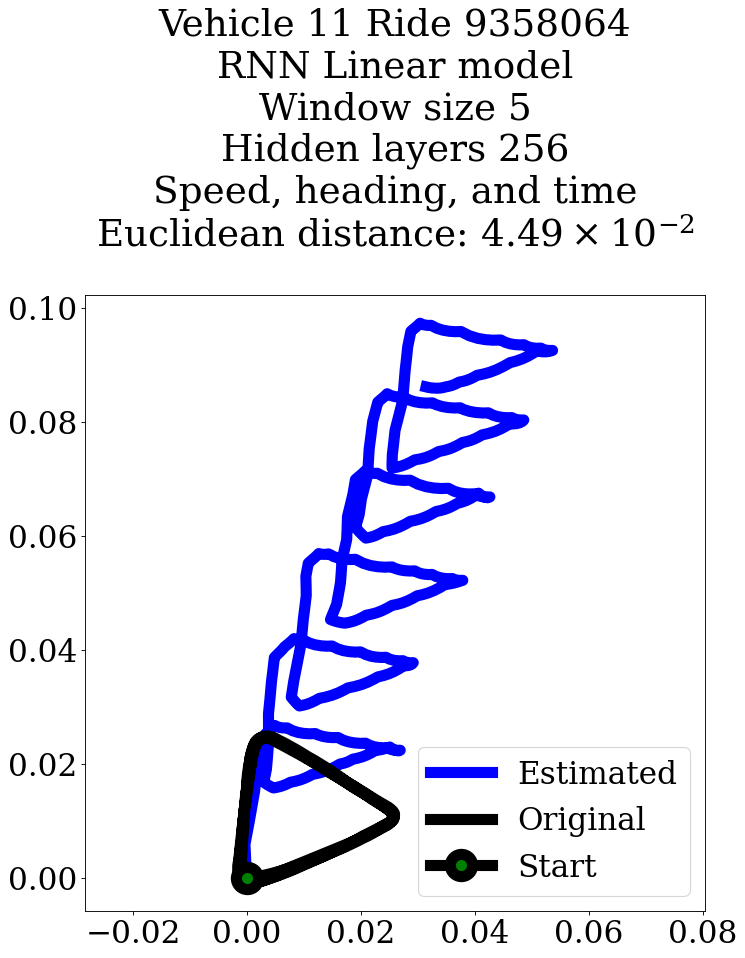 Vehicle 11 Ride 9358064
RNN Linear model
Window size 5
Hidden layers 256
Speed, heading, and time
Euclidean distance: 4.49 × 10⁻²
0.10
0.08
0.06
0.04
0.02
0.00
Estimated
Original
Start
−0.02 0.00 0.02 0.04 0.06 0.08